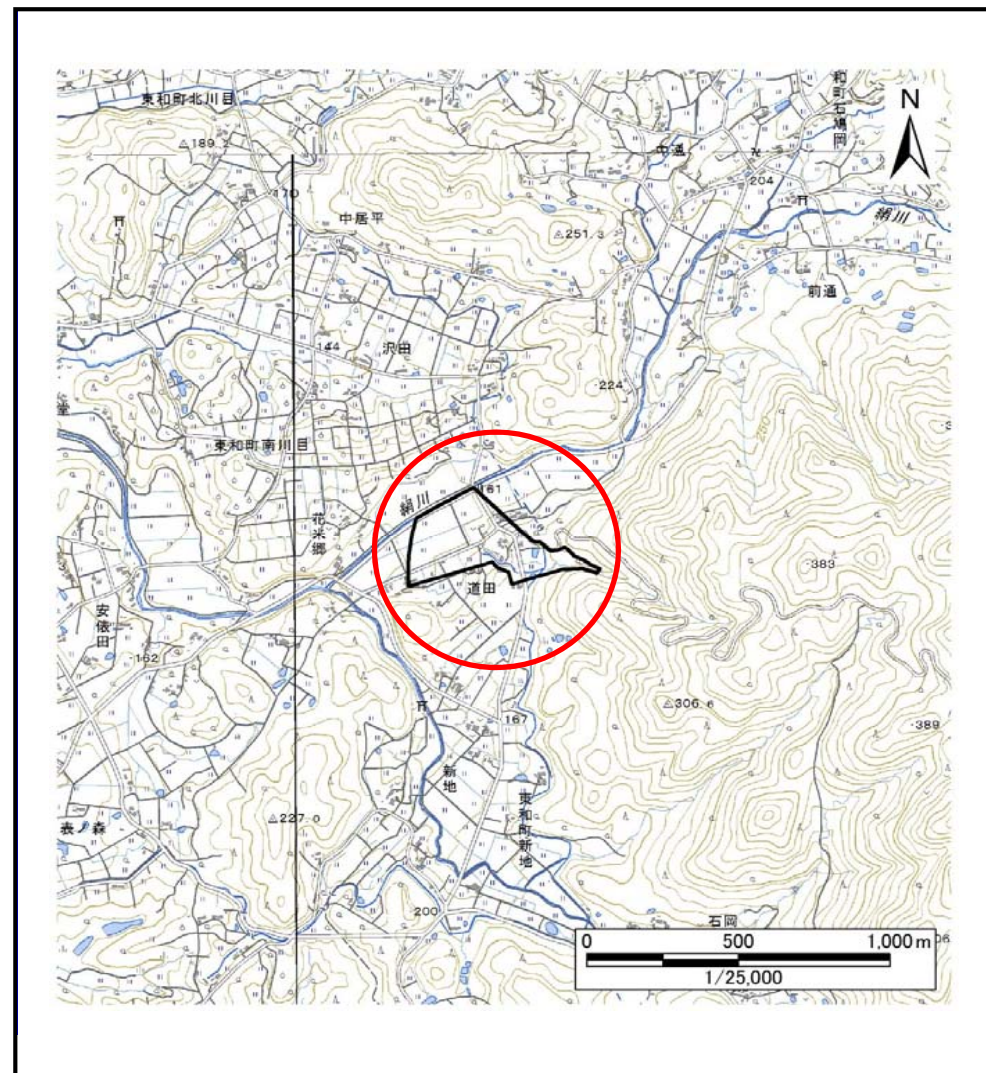 東和町北川目
和町石鳩岡
N
189.2
中通
204
170
中居平
251.3
絹川
前通
144
沢田
224
250
東和町南川目
絹川
161
花米郷
383
道田
安俵田
162
306.6
389
167
新地
227.0
東和町新地
表ノ森
200
石岡
0 500 1,000m
1/25,000